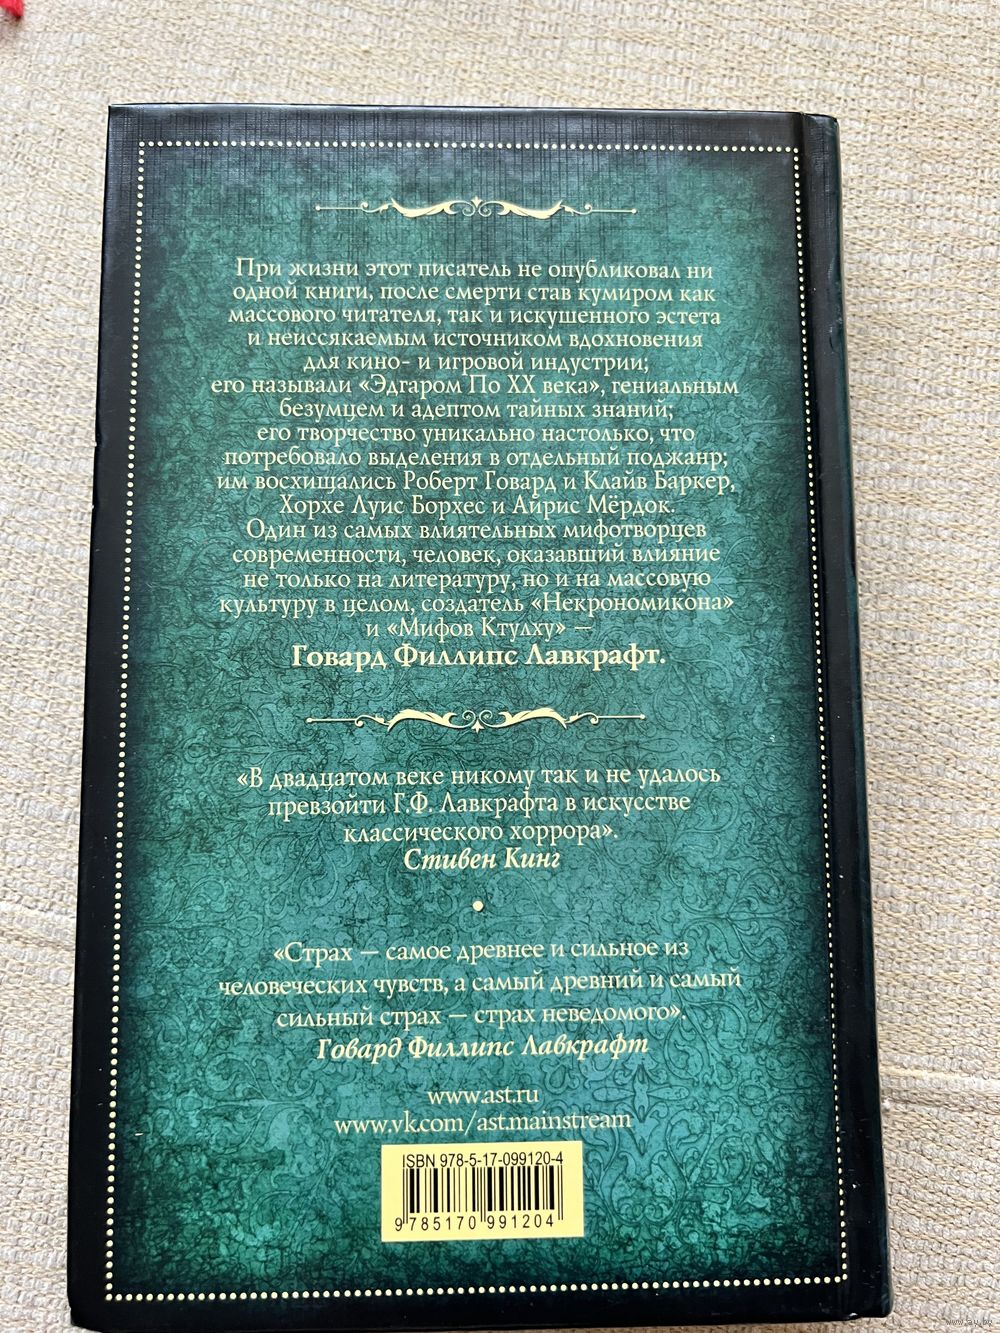 При жизни этот писатель не опубликовал ни
одной книги, после смерти став кумиром как
массового читателя, так и искушенного эстета
и неиссякаемым источником вдохновения
для кино- и игровой индустрии;
его называли «Эдгаром По XX века», гениальным
безумцем и адептом тайных знаний;
его творчество уникально настолько, что
потребовало выделения в отдельный поджанр;
им восхищались Роберт Говард и Клайв Баркер,
Хорхе Луис Борхес и Айрис Мёрдок.
Один из самых влиятельных мифотворцев
современности, человек, оказавший влияние
не только на литературу, но и на массовую
культуру в целом, создатель «Некрономикона»
и «Мифов Ктулху» —
Говард Филлипс Лавкрафт.
«В двадцатом веке никому так и не удалось
превзойти Г.Ф. Лавкрафта в искусстве
классического хоррора».
Стивен Кинг
«Страх — самое древнее и сильное из
человеческих чувств, а самый древний и самый
сильный страх — страх неведомого».
Говард Филлипс Лавкрафт
www.ast.ru
www.vk.com/ast.mainstream
ISBN 978-5-17-099120-4
9 785170 991204
www.ay.by